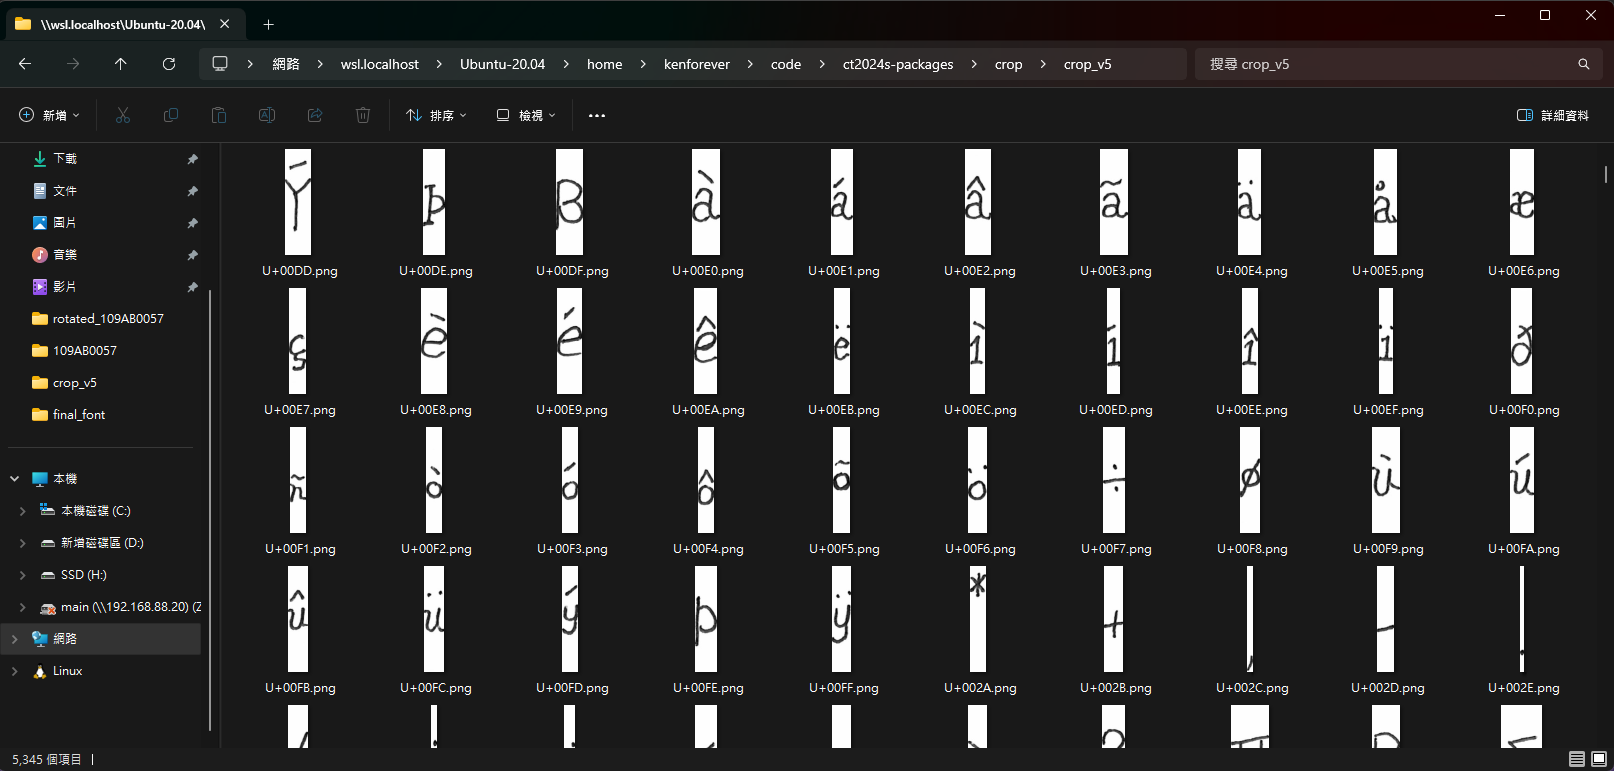 \\wsl.localhost\Ubuntu-20.04\
網路 wsl.localhost Ubuntu-20.04 home kenforever code ct2024s-packages crop crop_v5
搜尋 crop_v5
新增 排序 檢視 詳細資料
下載
文件
圖片
音樂
影片
rotated_109AB0057
109AB0057
crop_v5
final_font
本機
本機磁碟 (C:)
新增磁碟區 (D:)
SSD (H:)
main (\\192.168.88.20) (Z
網路
Linux
Ý Þ ß à á â ã ä å æ
U+00DD.png U+00DE.png U+00DF.png U+00E0.png U+00E1.png U+00E2.png U+00E3.png U+00E4.png U+00E5.png U+00E6.png
ç è é ê ë ì í î ï ð
U+00E7.png U+00E8.png U+00E9.png U+00EA.png U+00EB.png U+00EC.png U+00ED.png U+00EE.png U+00EF.png U+00F0.png
ñ ò ó ô õ ö ÷ ø ù ú
U+00F1.png U+00F2.png U+00F3.png U+00F4.png U+00F5.png U+00F6.png U+00F7.png U+00F8.png U+00F9.png U+00FA.png
û ü ý þ ÿ * + , - .
U+00FB.png U+00FC.png U+00FD.png U+00FE.png U+00FF.png U+002A.png U+002B.png U+002C.png U+002D.png U+002E.png
5,345 個項目